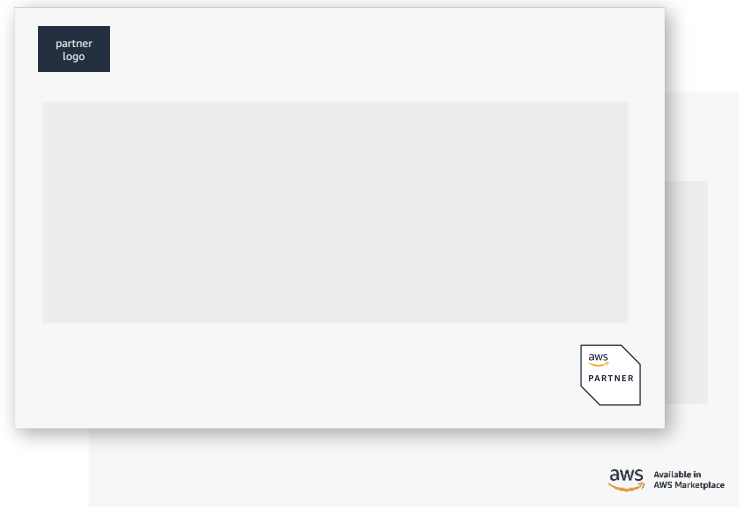 partner
logo
aws
PARTNER
aws
Available in
AWS Marketplace